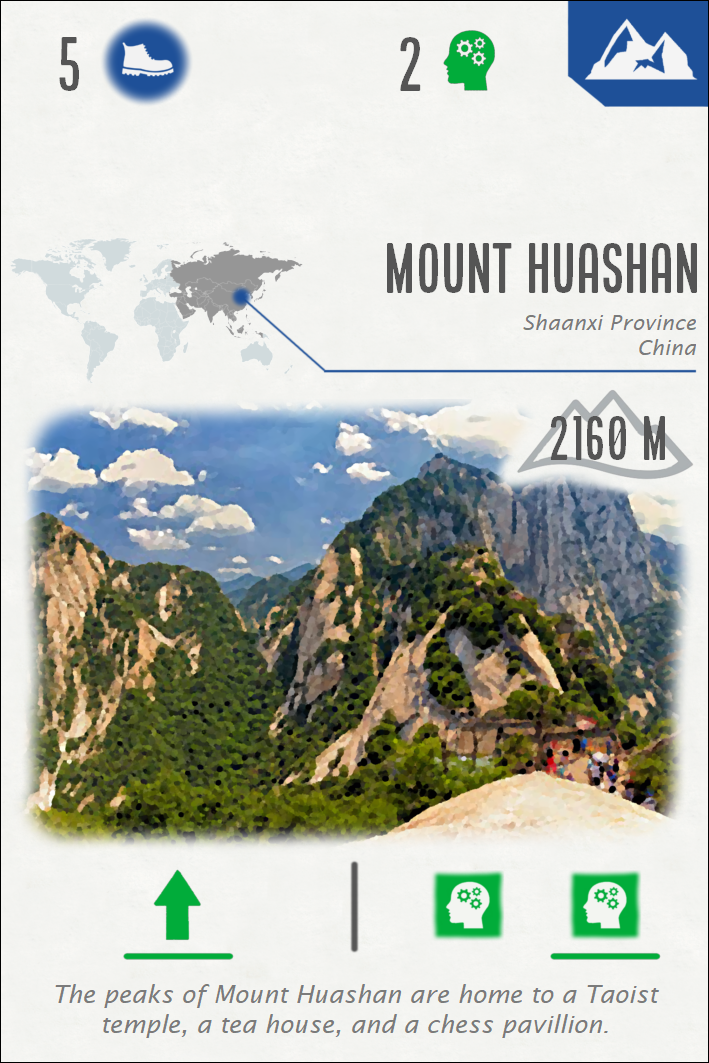 5
2
MOUNT HUASHAN
Shaanxi Province
China
2160 M
The peaks of Mount Huashan are home to a Taoist
temple, a tea house, and a chess pavillion.